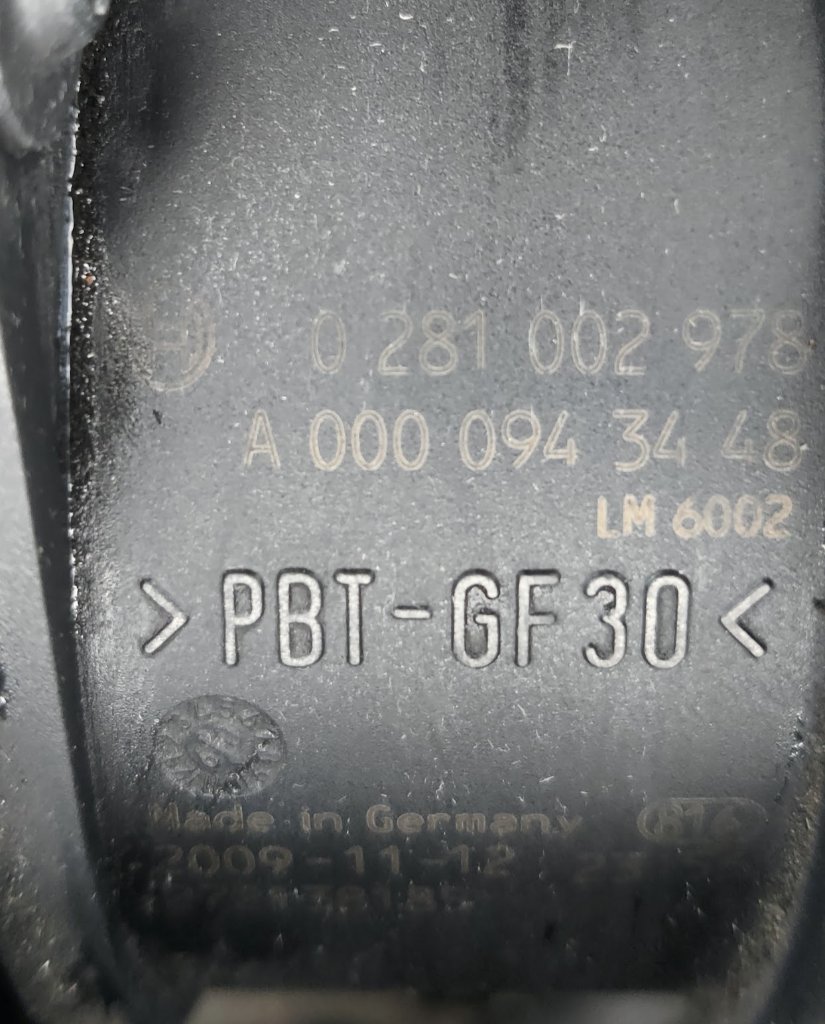 0 281 002 978
A 000 094 34 48
LM 6002
>PBT-GF30<
Made in Germany
2009-11-12